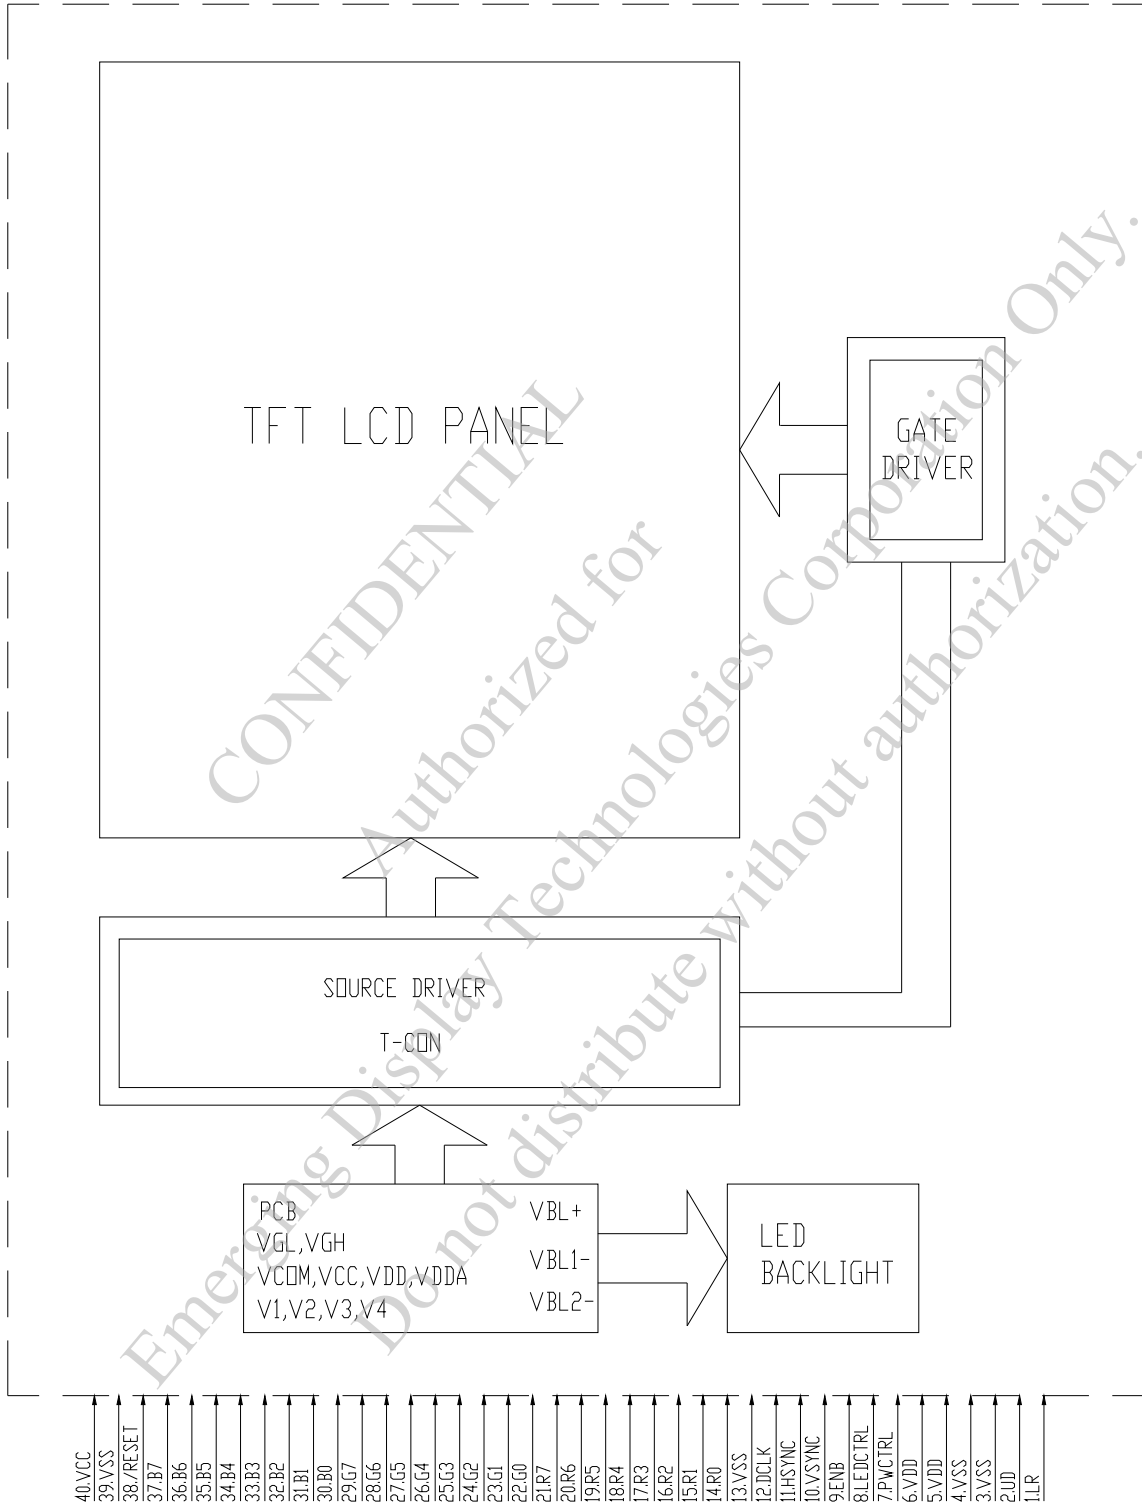 TFT LCD PANEL
GATE
DRIVER
SOURCE DRIVER
T-CON
PCB
VGL,VGH
VCOM,VCC,VDD,VDDA
V1,V2,V3,V4
VBL+
VBL1-
VBL2-
LED
BACKLIGHT
CONFIDENTIAL
Authorized for
Emerging Display Technologies Corporation Only.
Do not distribute without authorization.
40.VCC
39.VSS
38./RESET
37.B7
36.B6
35.B5
34.B4
33.B3
32.B2
31.B1
30.B0
29.G7
28.G6
27.G5
26.G4
25.G3
24.G2
23.G1
22.G0
21.R7
20.R6
19.R5
18.R4
17.R3
16.R2
15.R1
14.R0
13.VSS
12.DCLK
11.HSYNC
10.VSYNC
9.ENB
8.LEDCTRL
7.PWCTRL
6.VDD
5.VDD
4.VSS
3.VSS
2.UD
1.LR